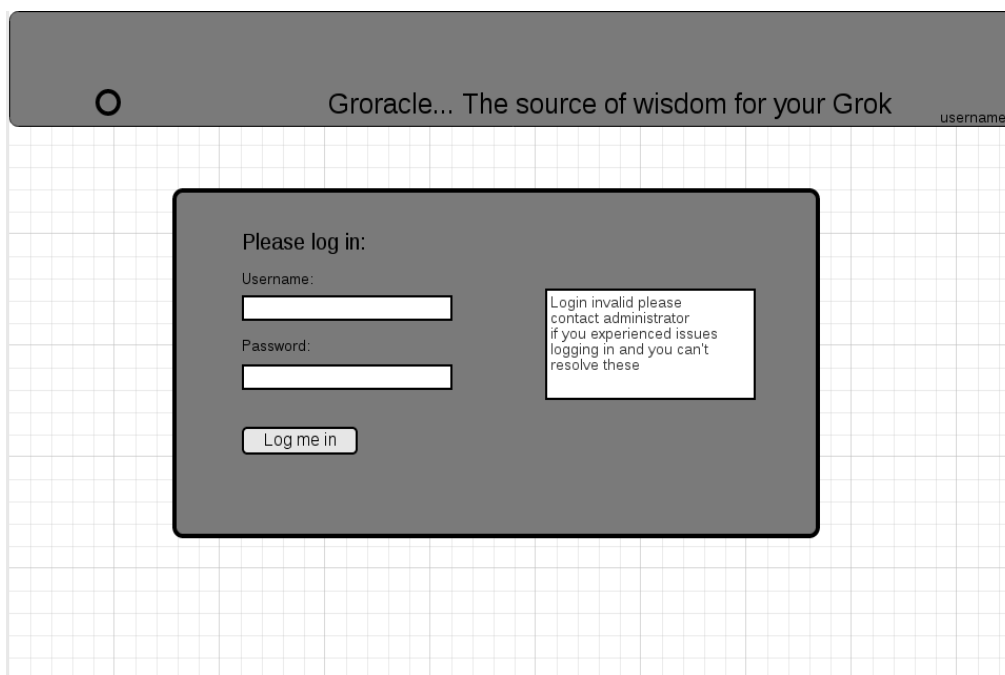 Groracle... The source of wisdom for your Grok
username
Please log in:
Username:
Password:
Log me in
Login invalid please
contact administrator
if you experienced issues
logging in and you can't
resolve these